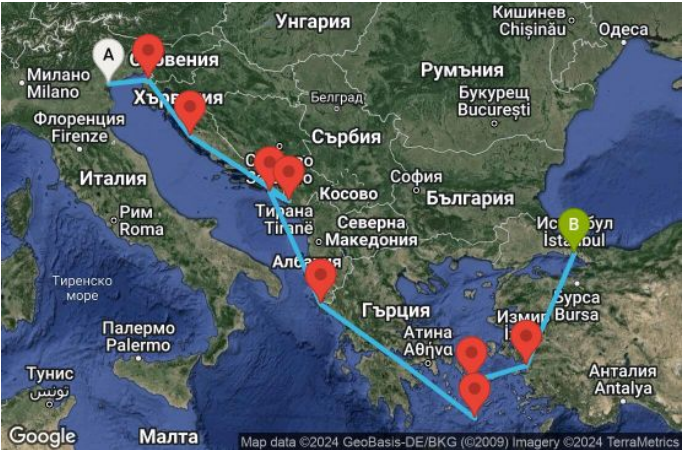 Унгария
Кишинев
Chișinău
Одеса
A
Словения
Милано
Milano
Румъния
Хърватия
Белград
Букурещ
București
Флоренция
Firenze
Сърбия
Италия
Косово
София
България
Рим
Roma
Тирана
Tiranë
Северна
Македония
B
Истанбул
İstanbul
Албания
Тиренско
море
Гърция
Бурса
Bursa
Измир
Атина
Αθήνα
Палермо
Palermo
Анталия
Antalya
Тунис
تونس
Google
Малта
Map data ©2024 GeoBasis-DE/BKG (©2009) Imagery ©2024 TerraMetrics